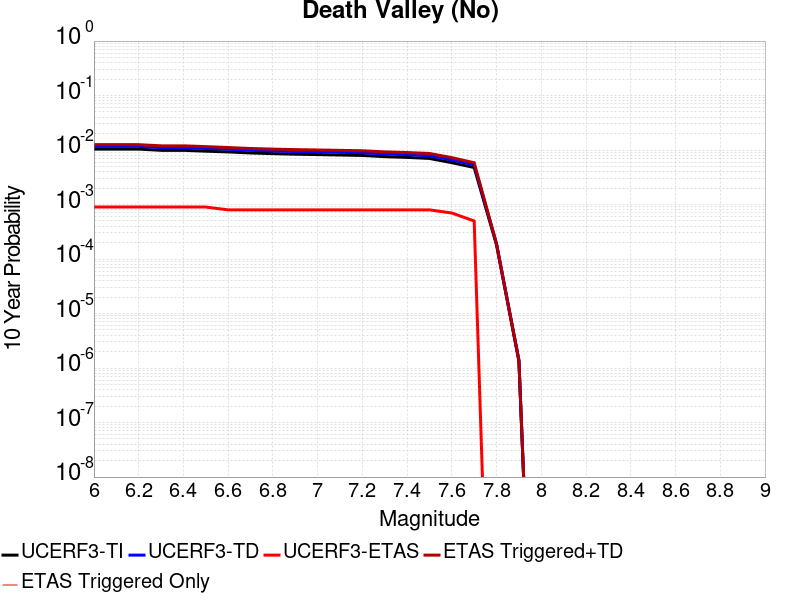 Death Valley (No)
10 0
10 -1
10 -2
10 -3
10 -4
10 -5
10 -6
10 -7
10 -8
10 Year Probability
6 6.2 6.4 6.6 6.8 7 7.2 7.4 7.6 7.8 8 8.2 8.4 8.6 8.8 9
Magnitude
UCERF3-TI UCERF3-TD UCERF3-ETAS ETAS Triggered+TD
ETAS Triggered Only